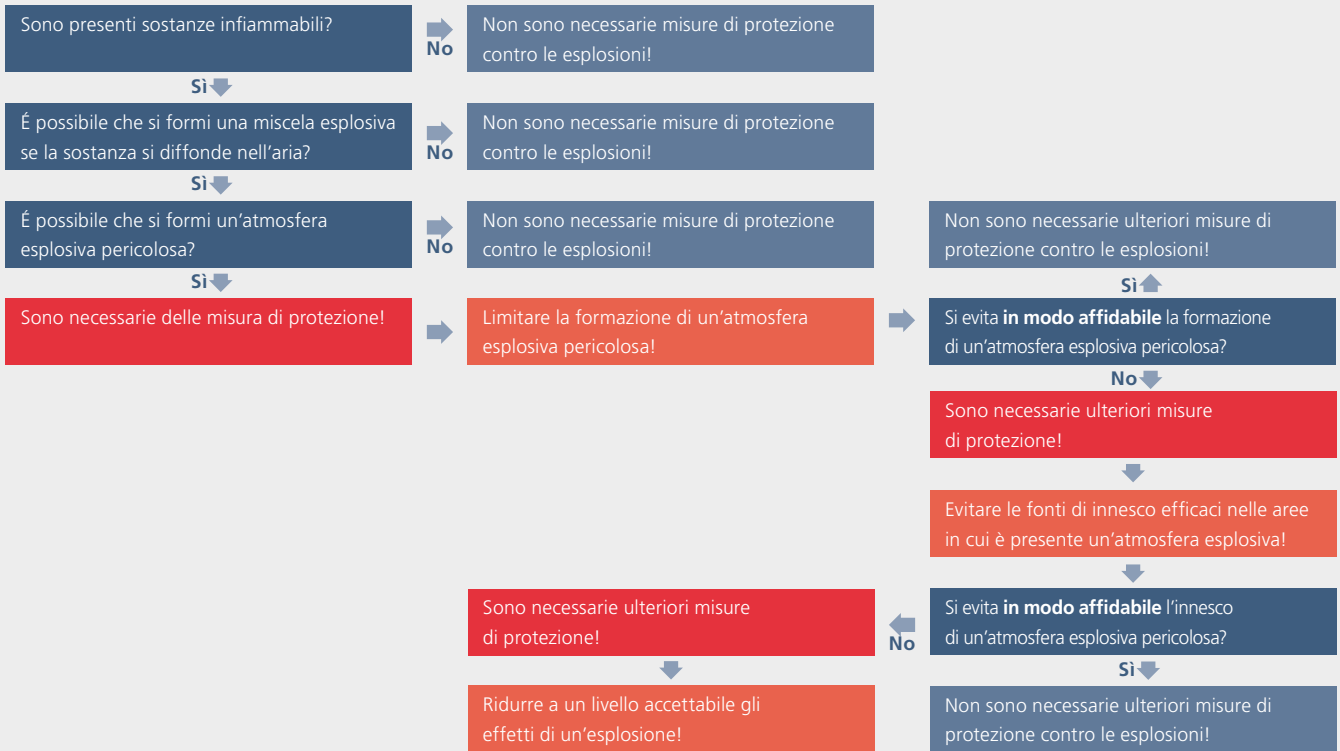 Sono presenti sostanze infiammabili?
No
Non sono necessarie misure di protezione
contro le esplosioni!
Sì
É possibile che si formi una miscela esplosiva
se la sostanza si diffonde nell'aria?
No
Non sono necessarie misure di protezione
contro le esplosioni!
Sì
É possibile che si formi un'atmosfera
esplosiva pericolosa?
No
Non sono necessarie misure di protezione
contro le esplosioni!
Sì
Sono necessarie delle misura di protezione!
Limitare la formazione di un'atmosfera
esplosiva pericolosa!
Si evita in modo affidabile la formazione
di un'atmosfera esplosiva pericolosa?
Sì
Non sono necessarie ulteriori misure di
protezione contro le esplosioni!
No
Sono necessarie ulteriori misure
di protezione!
Evitare le fonti di innesco efficaci nelle aree
in cui è presente un'atmosfera esplosiva!
Si evita in modo affidabile l'innesco
di un'atmosfera esplosiva pericolosa?
No
Sono necessarie ulteriori misure
di protezione!
Ridurre a un livello accettabile gli
effetti di un'esplosione!
Sì
Non sono necessarie ulteriori misure di
protezione contro le esplosioni!